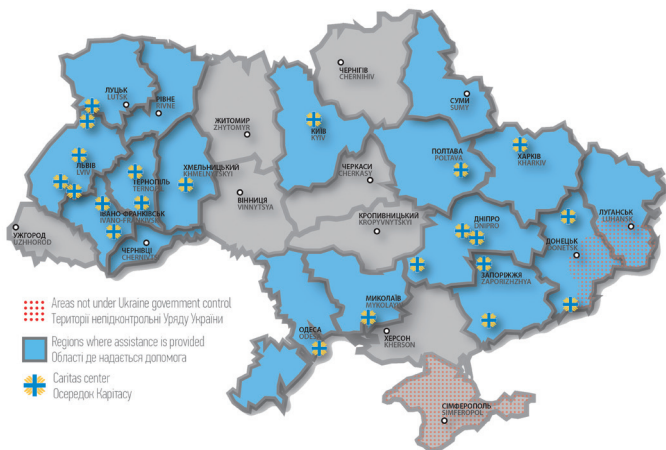 ЧЕРНІГІВ
CHERNIHIV
ЛУЦЬК
LUTSK
РІВНЕ
RIVNE
СУМИ
SUMY
ЖИТОМИР
ZHYTOMYR
КИЇВ
KYIV
ЛЬВІВ
LVIV
ТЕРНОПІЛЬ
TERNOPIL
ХМЕЛЬНИЦЬКИЙ
KHMELNYTSKYI
ПОЛТАВА
POLTAVA
ХАРКІВ
KHARKIV
ЧЕРКАСИ
CHERKASY
ВІННИЦЯ
VINNYTSYA
ІВАНО-ФРАНКІВСЬК
IVANO-FRANKIVSK
КРОПИВНИЦЬКИЙ
KROPYVNYTSKYI
ДНІПРО
DNIPRO
ЛУГАНСЬК
LUHANSK
УЖГОРОД
UZHHOROD
ЧЕРНІВЦІ
CHERNIVTSI
ДОНЕЦЬК
DONETSK
ЗАПОРІЖЖЯ
ZAPORIZHZHYA
МИКОЛАЇВ
MYKOLAYIV
ОДЕСА
ODESA
ХЕРСОН
KHERSON
СІМФЕРОПОЛЬ
SIMFEROPOL
Areas not under Ukraine government control
Території непідконтрольні Уряду України
Regions where assistance is provided
Області де надається допомога
Caritas center
Осередок Карітасу